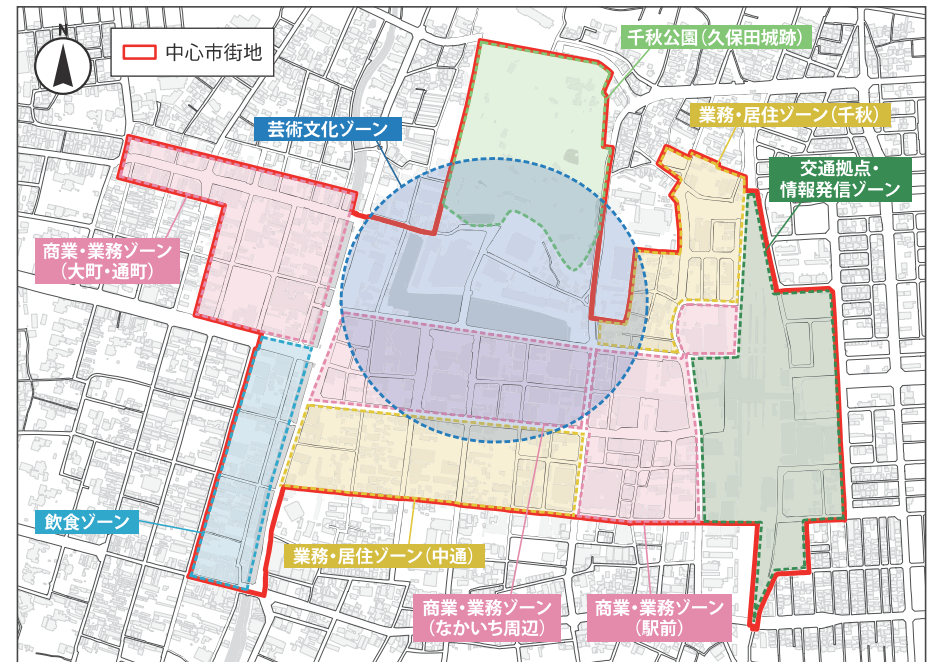 N
中心市街地
千秋公園(久保田城跡)
芸術文化ゾーン
業務・居住ゾーン(千秋)
交通拠点・
情報発信ゾーン
商業・業務ゾーン
(大町・通町)
飲食ゾーン
業務・居住ゾーン(中通)
商業・業務ゾーン
(なかいち周辺)
商業・業務ゾーン
(駅前)